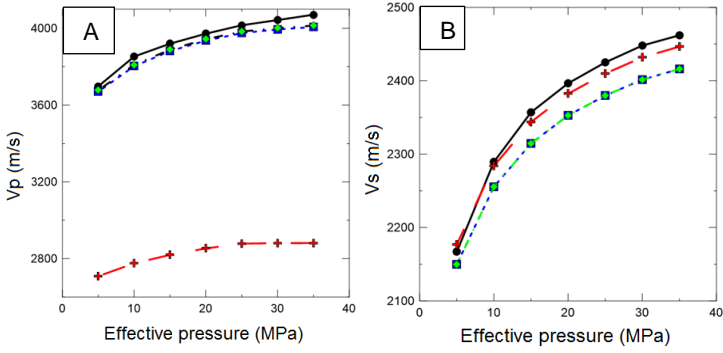 A
4000
3600
3200
2800
Vp (m/s)
0 10 20 30 40
Effective pressure (MPa)
B
2500
2400
2300
2200
2100
Vs (m/s)
0 10 20 30 40
Effective pressure (MPa)